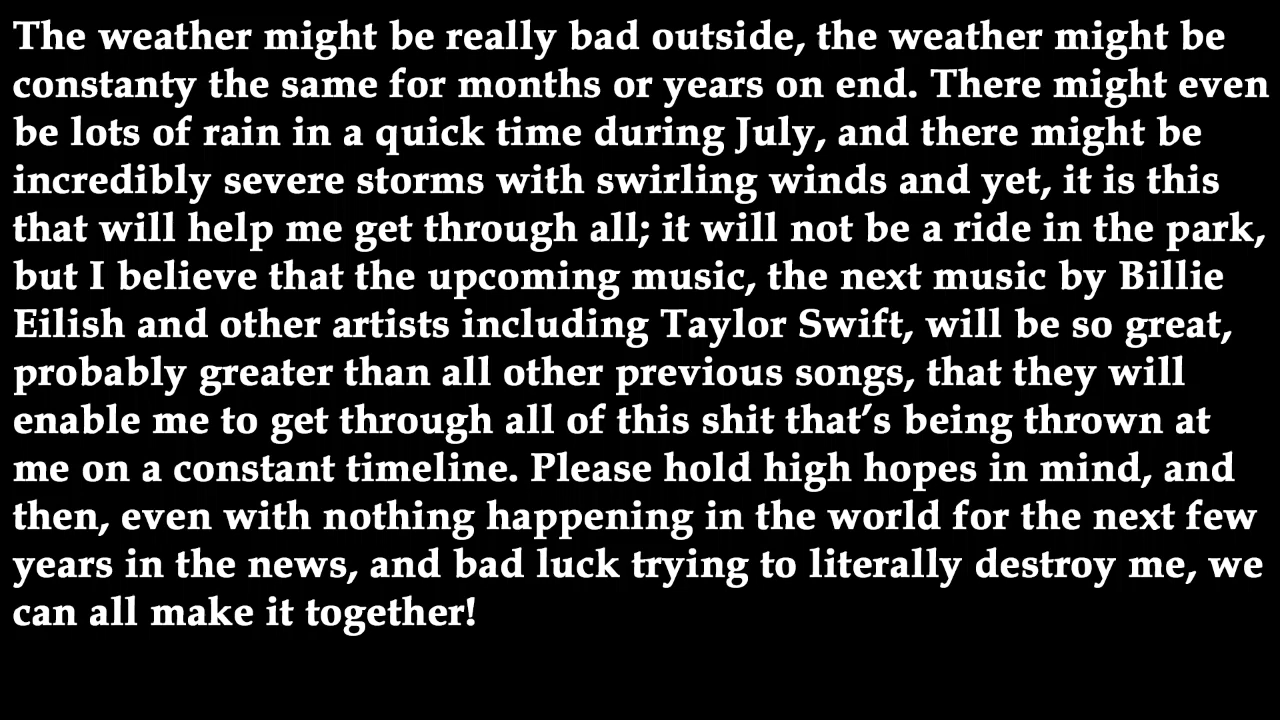 The weather might be really bad outside, the weather might be
constanty the same for months or years on end. There might even
be lots of rain in a quick time during July, and there might be
incredibly severe storms with swirling winds and yet, it is this
that will help me get through all; it will not be a ride in the park,
but I believe that the upcoming music, the next music by Billie
Eilish and other artists including Taylor Swift, will be so great,
probably greater than all other previous songs, that they will
enable me to get through all of this shit that’s being thrown at
me on a constant timeline. Please hold high hopes in mind, and
then, even with nothing happening in the world for the next few
years in the news, and bad luck trying to literally destroy me, we
can all make it together!